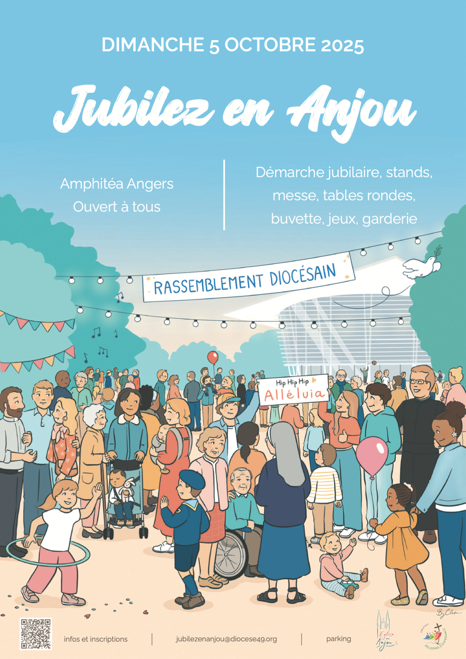 DIMANCHE 5 OCTOBRE 2025
Jubilez en Anjou
Amphitéa Angers
Ouvert à tous
Démarche jubilaire, stands,
messe, tables rondes,
buvette, jeux, garderie
RASSEMBLEMENT DIOCÉSAIN
Hip Hip Hip
Alléluia
infos et inscriptions
jubilezenanjou@diocese49.org
parking